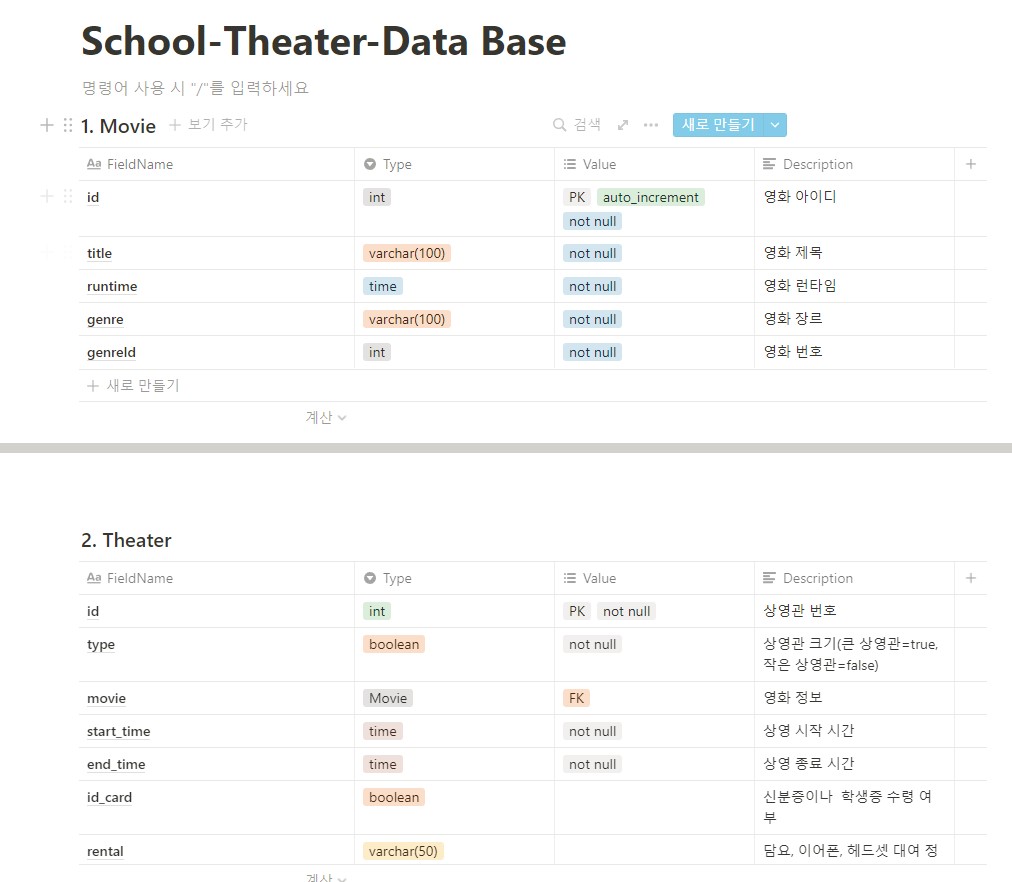 School-Theater-Data Base
명령어 사용 시 "/"를 입력하세요
1. Movie 보기 추가 검색 새로 만들기
Aa FieldName Type Value Description
id int PK auto_increment 영화 아이디
not null
title varchar(100) not null 영화 제목
runtime time not null 영화 런타임
genre varchar(100) not null 영화 장르
genreId int not null 영화 번호
새로 만들기
계산
2. Theater
Aa FieldName Type Value Description
id int PK not null 상영관 번호
type boolean not null 상영관 크기(큰 상영관=true,
작은 상영관=false)
movie Movie FK 영화 정보
start_time time not null 상영 시작 시간
end_time time not null 상영 종료 시간
id_card boolean 신분증이나 학생증 수령 여
부
rental varchar(50) 담요, 이어폰, 헤드셋 대여 정
계산